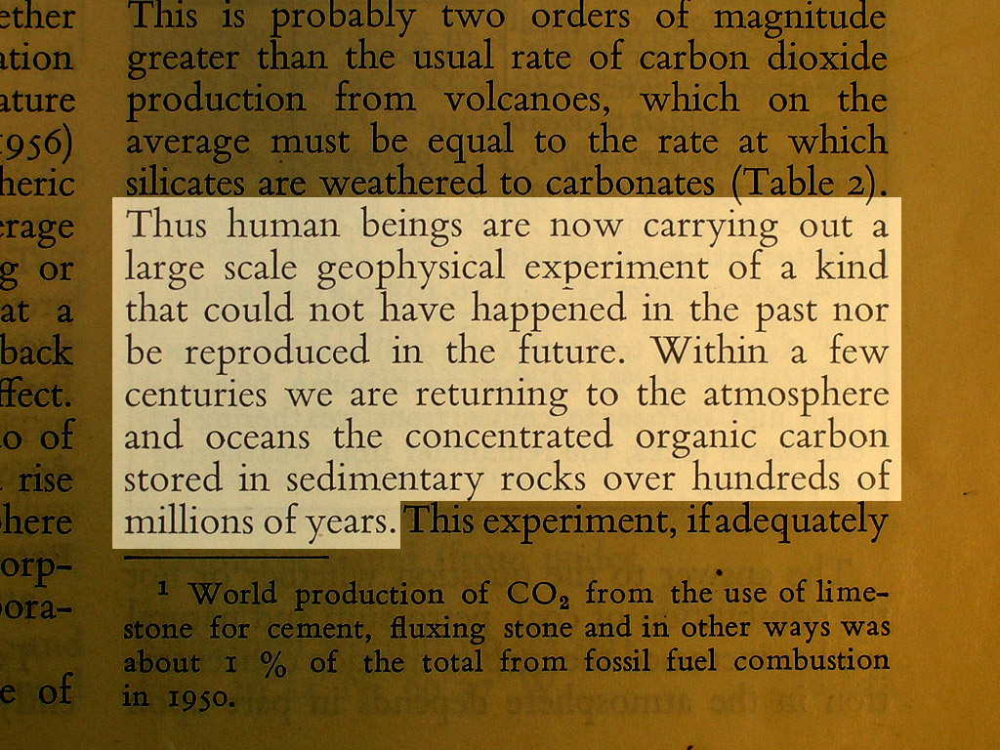 ether
ation
ature
1956)
heric
erage
g or
at a
back
ffect.
o of
rise
here
orp-
ora-
e of
This is probably two orders of magnitude
greater than the usual rate of carbon dioxide
production from volcanoes, which on the
average must be equal to the rate at which
silicates are weathered to carbonates (Table 2).
Thus human beings are now carrying out a
large scale geophysical experiment of a kind
that could not have happened in the past nor
be reproduced in the future. Within a few
centuries we are returning to the atmosphere
and oceans the concentrated organic carbon
stored in sedimentary rocks over hundreds of
millions of years. This experiment, if adequately
1 World production of CO₂ from the use of lime-
stone for cement, fluxing stone and in other ways was
about 1 % of the total from fossil fuel combustion
in 1950.